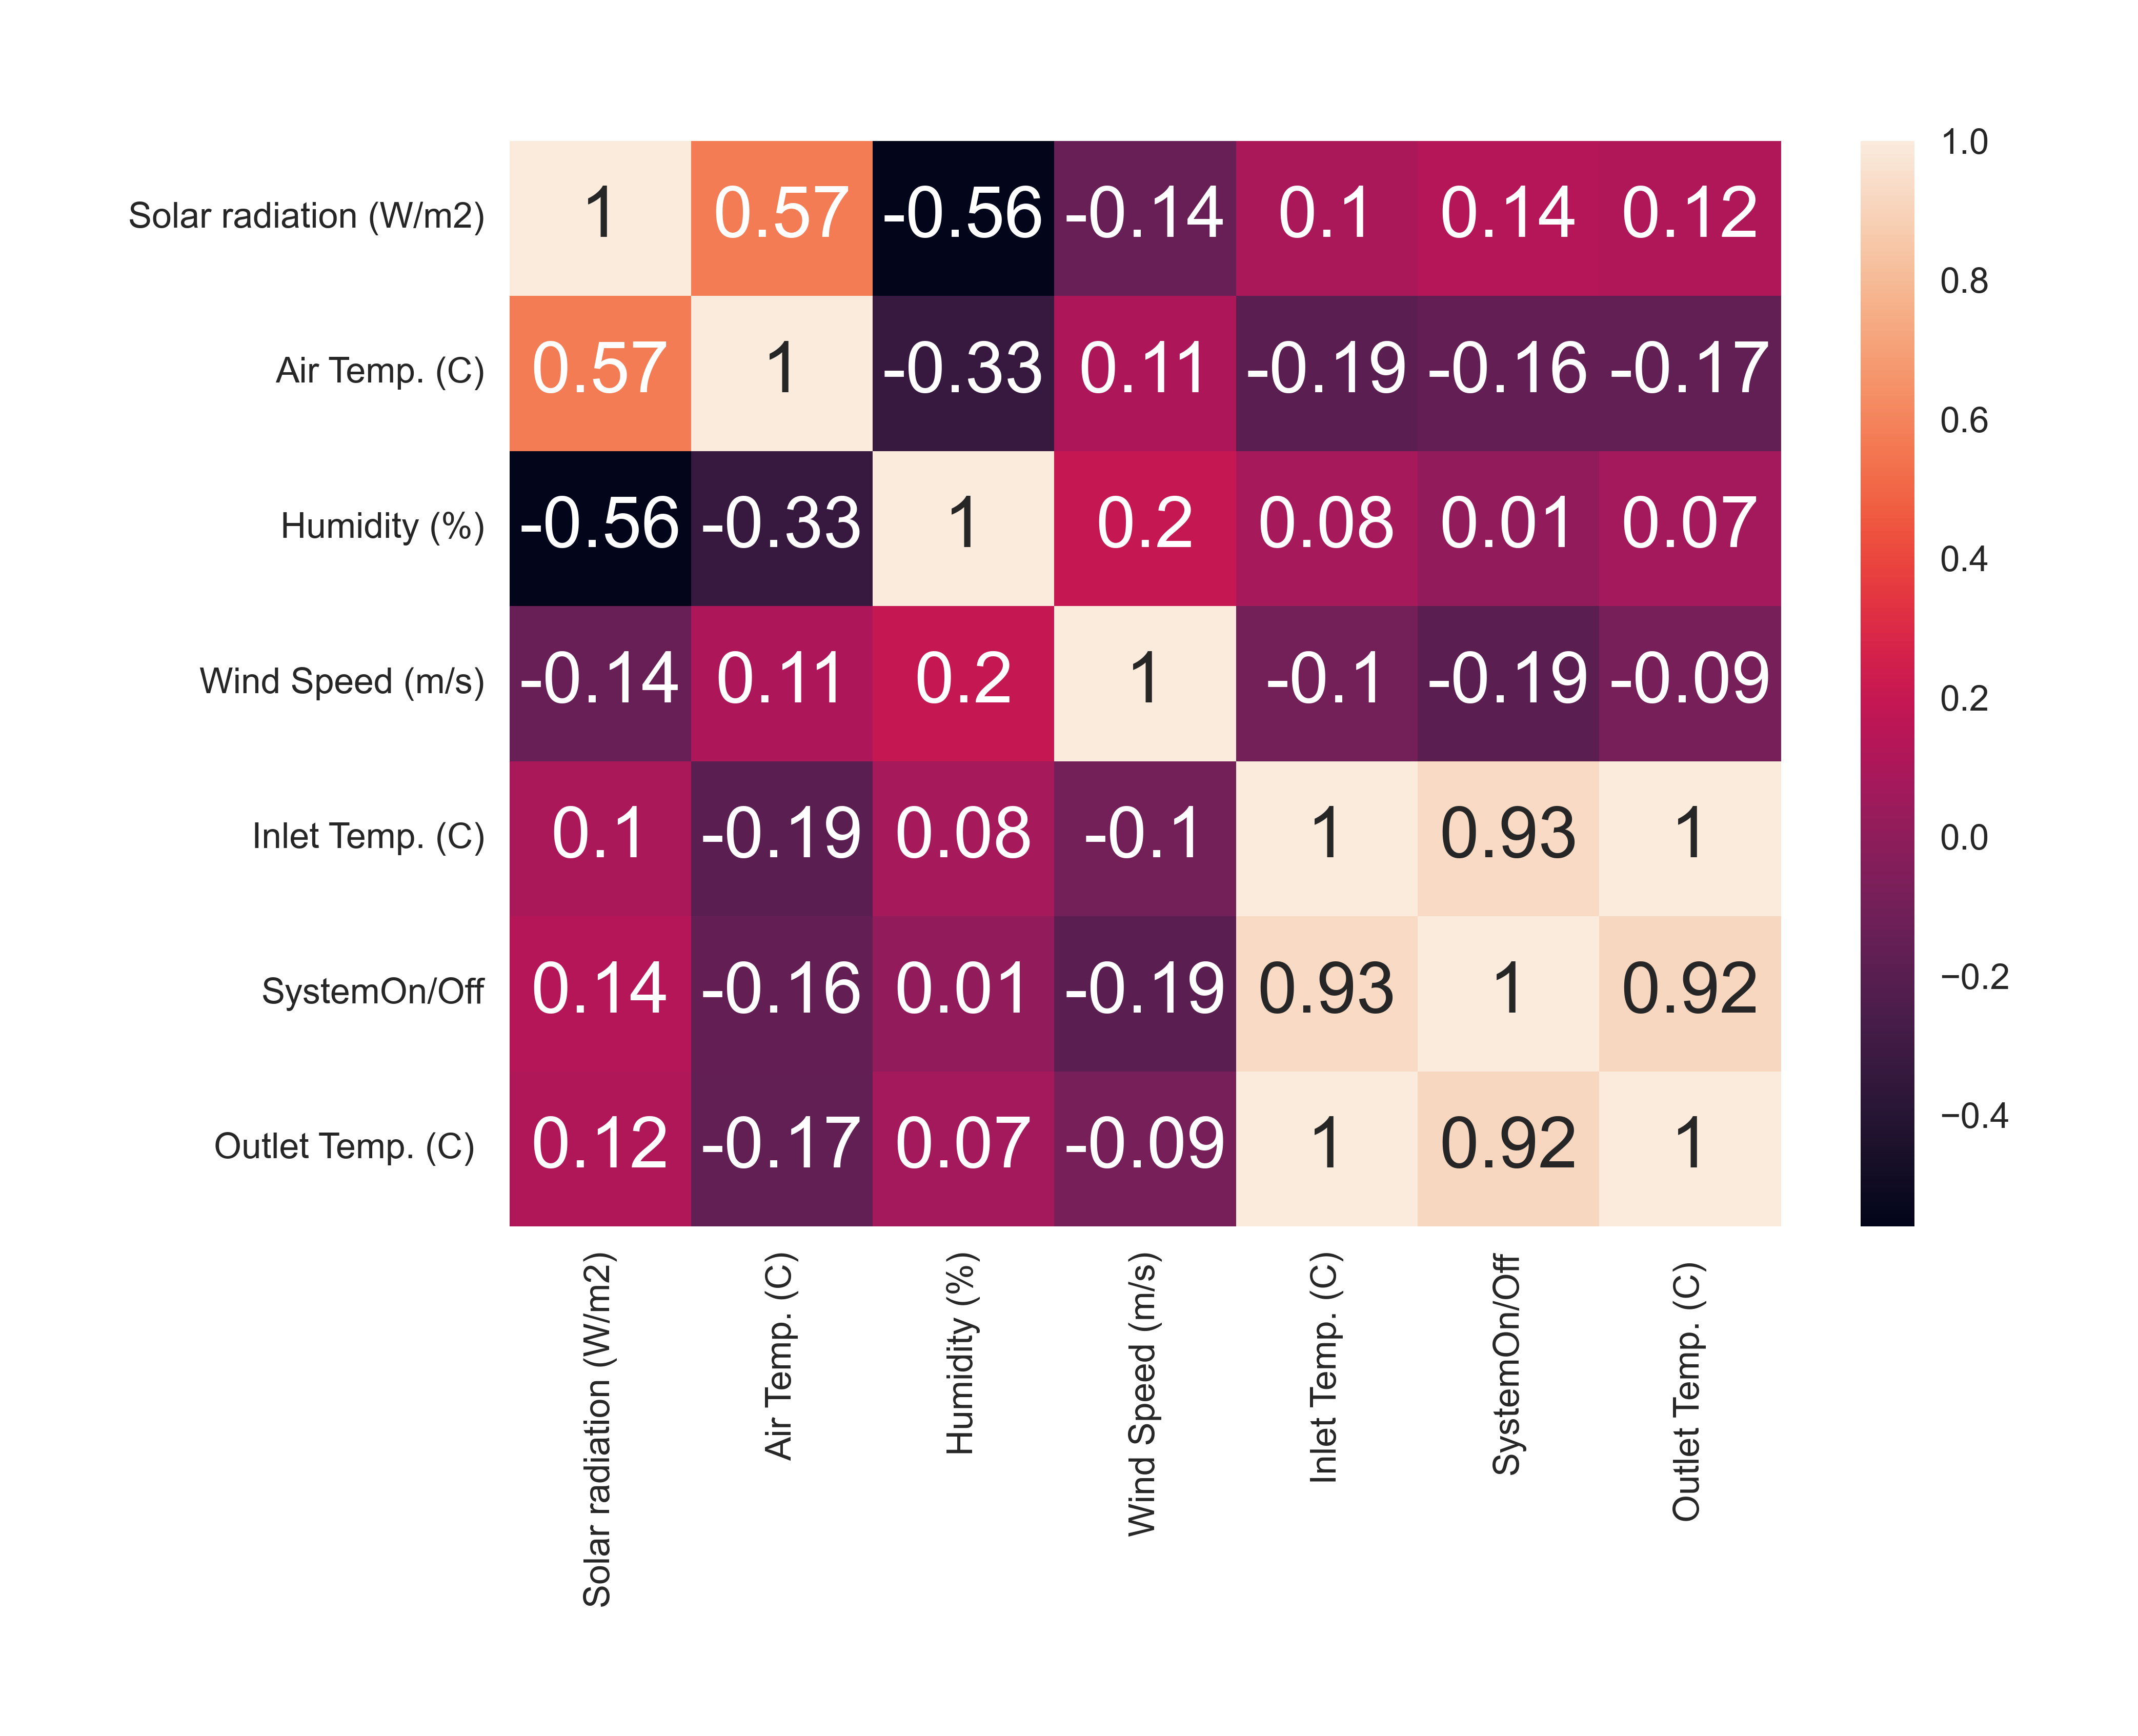 Solar radiation (W/m2) 1 0.57 -0.56 -0.14 0.1 0.14 0.12
Air Temp. (C) 0.57 1 -0.33 0.11 -0.19 -0.16 -0.17
Humidity (%) -0.56 -0.33 1 0.2 0.08 0.01 0.07
Wind Speed (m/s) -0.14 0.11 0.2 1 -0.1 -0.19 -0.09
Inlet Temp. (C) 0.1 -0.19 0.08 -0.1 1 0.93 1
SystemOn/Off 0.14 -0.16 0.01 -0.19 0.93 1 0.92
Outlet Temp. (C) 0.12 -0.17 0.07 -0.09 1 0.92 1
Solar radiation (W/m2)
Air Temp. (C)
Humidity (%)
Wind Speed (m/s)
Inlet Temp. (C)
SystemOn/Off
Outlet Temp. (C)
1.0
0.8
0.6
0.4
0.2
0.0
−0.2
−0.4